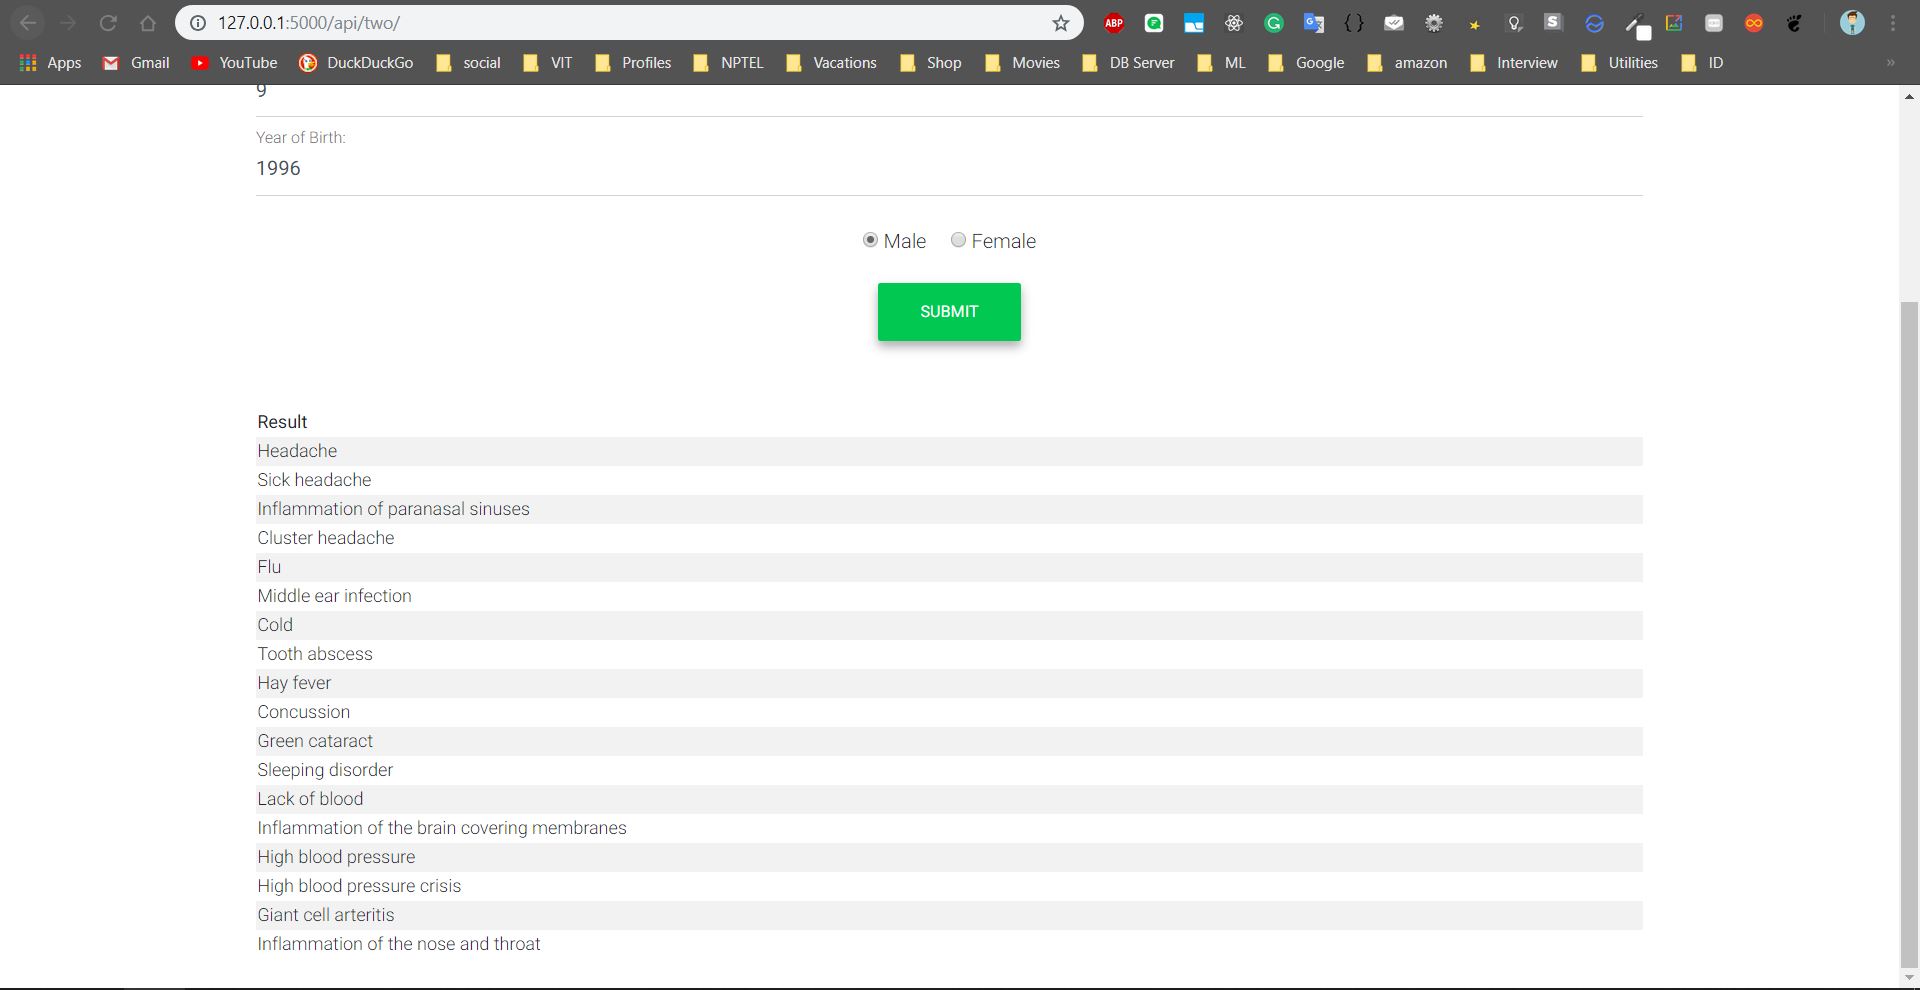 127.0.0.1:5000/api/two/
ABP
Apps Gmail YouTube DuckDuckGo social VIT Profiles NPTEL Vacations Shop Movies DB Server ML Google amazon Interview Utilities ID »
9
Year of Birth:
1996
Male Female
SUBMIT
Result
Headache
Sick headache
Inflammation of paranasal sinuses
Cluster headache
Flu
Middle ear infection
Cold
Tooth abscess
Hay fever
Concussion
Green cataract
Sleeping disorder
Lack of blood
Inflammation of the brain covering membranes
High blood pressure
High blood pressure crisis
Giant cell arteritis
Inflammation of the nose and throat